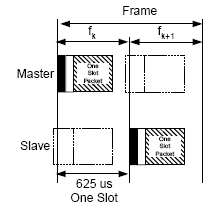 Frame
fk
fk+1
Master
One
Slot
Packet
Slave
One
Slot
Packet
625 us
One Slot